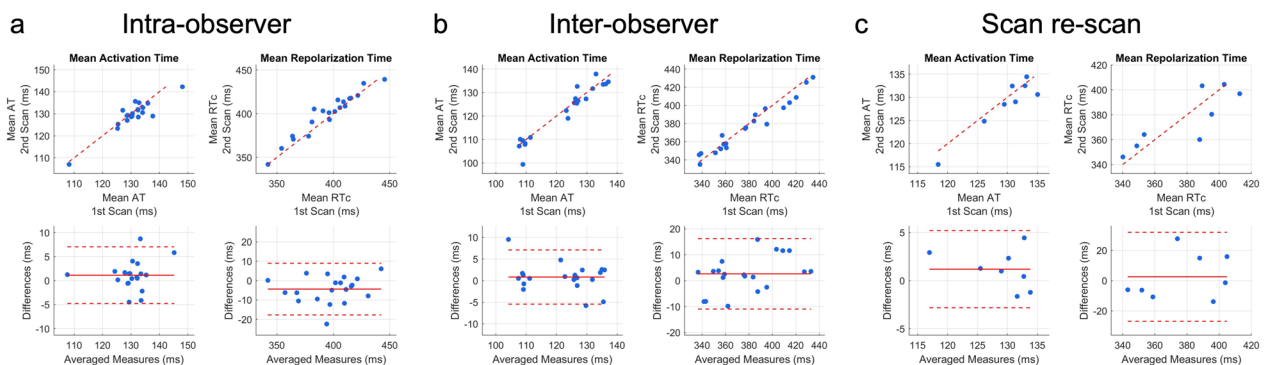 a Intra-observer
b Inter-observer
c Scan re-scan
Mean Activation Time
Mean AT
2nd Scan (ms)
150
140
130
120
110
110 120 130 140 150
Mean AT
1st Scan (ms)
Mean Repolarization Time
Mean RTc
2nd Scan (ms)
450
400
350
350 400 450
Mean RTc
1st Scan (ms)
Mean Activation Time
Mean AT
2nd Scan (ms)
140
130
120
110
100
100 110 120 130 140
Mean AT
1st Scan (ms)
Mean Repolarization Time
Mean RTc
2nd Scan (ms)
440
420
400
380
360
340
340 360 380 400 420 440
Mean RTc
1st Scan (ms)
Mean Activation Time
Mean AT
2nd Scan (ms)
135
130
125
120
115
115 120 125 130 135
Mean AT
1st Scan (ms)
Mean Repolarization Time
Mean RTc
2nd Scan (ms)
420
400
380
360
340
340 360 380 400 420
Mean RTc
1st Scan (ms)
Differences (ms)
10
5
0
-5
-10
110 120 130 140 150
Averaged Measures (ms)
Differences (ms)
20
10
0
-10
-20
350 400 450
Averaged Measures (ms)
Differences (ms)
10
5
0
-5
-10
100 110 120 130 140
Averaged Measures (ms)
Differences (ms)
20
10
0
-10
-20
340 360 380 400 420 440
Averaged Measures (ms)
Differences (ms)
5
0
-5
115 120 125 130 135
Averaged Measures (ms)
Differences (ms)
20
0
-20
340 360 380 400 420
Averaged Measures (ms)